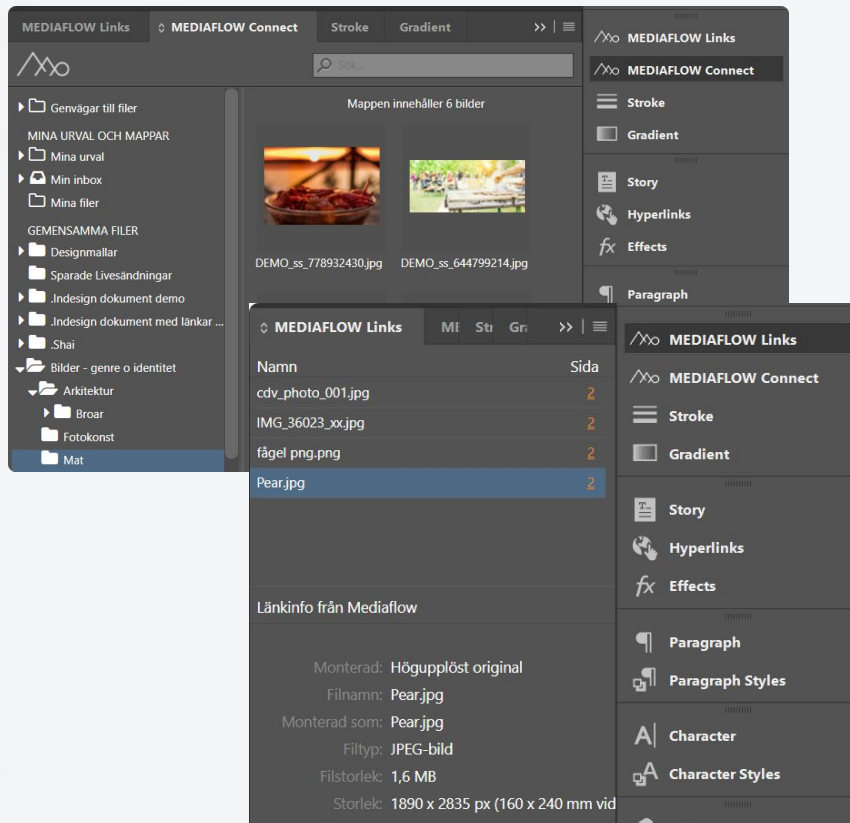 MEDIAFLOW Links
MEDIAFLOW Connect
Stroke
Gradient
Sök...
Genvägar till filer
MINA URVAL OCH MAPPAR
Mina urval
Min inbox
Mina filer
GEMENSAMMA FILER
Designmallar
Sparade Livesändningar
.Indesign dokument demo
.Indesign dokument med länkar ...
.Shai
Bilder - genre o identitet
Arkitektur
Broar
Fotokonst
Mat
Mappen innehåller 6 bilder
DEMO_ss_778932430.jpg
DEMO_ss_644799214.jpg
MEDIAFLOW Links
MEDIAFLOW Connect
Stroke
Gradient
Story
Hyperlinks
fx Effects
Paragraph
MEDIAFLOW Links
ME
Str
Gra
Namn Sida
cdv_photo_001.jpg 2
IMG_36023_xx.jpg 2
fågel png.png 2
Pear.jpg 2
Länkinfo från Mediaflow
Monterad: Högupplöst original
Filnamn: Pear.jpg
Monterad som: Pear.jpg
Filtyp: JPEG-bild
Filstorlek: 1,6 MB
Storlek: 1890 x 2835 px (160 x 240 mm vid
MEDIAFLOW Links
MEDIAFLOW Connect
Stroke
Gradient
Story
Hyperlinks
fx Effects
Paragraph
Paragraph Styles
Character
Character Styles